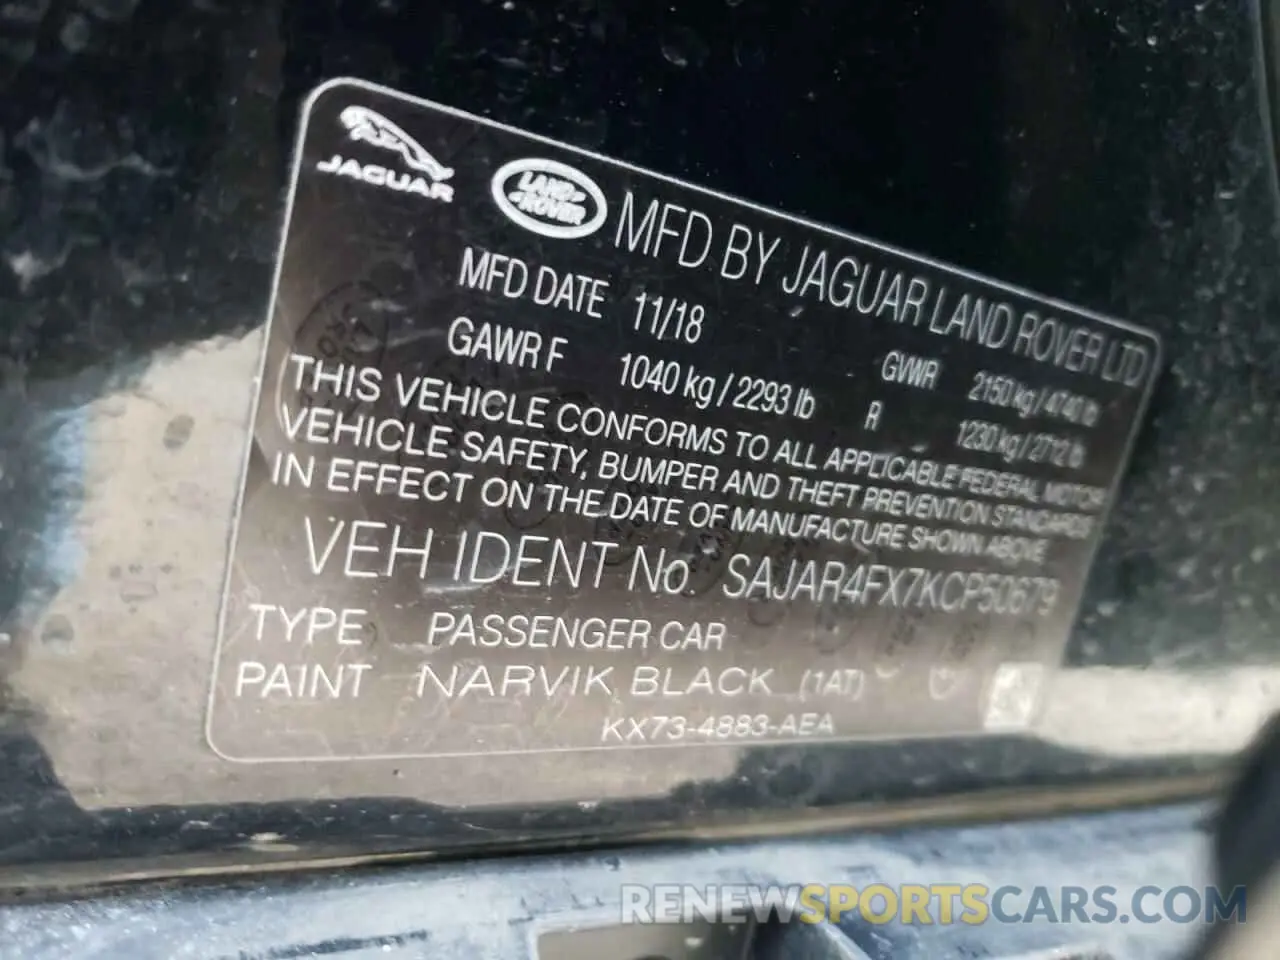 JAGUAR
LAND
ROVER
MFD BY JAGUAR LAND ROVER LTD
MFD DATE 11/18
GAWR F 1040 kg / 2293 lb
GVWR 2150 kg / 4740 lb
R 1230 kg / 2712 lb
THIS VEHICLE CONFORMS TO ALL APPLICABLE FEDERAL MOTOR
VEHICLE SAFETY, BUMPER AND THEFT PREVENTION STANDARDS
IN EFFECT ON THE DATE OF MANUFACTURE SHOWN ABOVE
VEH IDENT No. SAJAR4FX7KCP50679
TYPE PASSENGER CAR
PAINT NARVIK BLACK (1AT)
KX73-4883-AEA
RENEWSPORTSCARS.COM